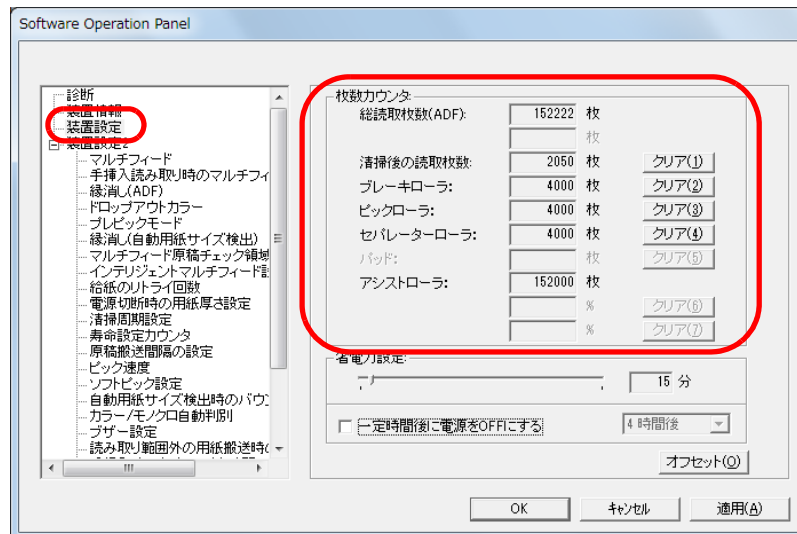 Software Operation Panel
診断
装置情報
装置設定
装置設定2
マルチフィード
手挿入読み取り時のマルチフィ
縁消し(ADF)
ドロップアウトカラー
プレピックモード
縁消し(自動用紙サイズ検出)
マルチフィード原稿チェック領域
インテリジェントマルチフィード
給紙のリトライ回数
電源切断時の用紙厚さ設定
清掃周期設定
寿命設定カウンタ
原稿搬送間隔の設定
ピック速度
ソフトピック設定
自動用紙サイズ検出時のバウ
カラー/モノクロ自動判別
ブザー設定
読み取り範囲外の用紙搬送時
枚数カウンタ:
総読取枚数(ADF): 152222 枚
枚
清掃後の読取枚数: 2050 枚 クリア(1)
ブレーキローラ: 4000 枚 クリア(2)
ピックローラ: 4000 枚 クリア(3)
セパレーターローラ: 4000 枚 クリア(4)
パッド: 枚 クリア(5)
アシストローラ: 152000 枚
% クリア(6)
% クリア(7)
省電力設定:
15 分
一定時間後に電源をOFFにする 4 時間後
オフセット(O)
OK キャンセル 適用(A)